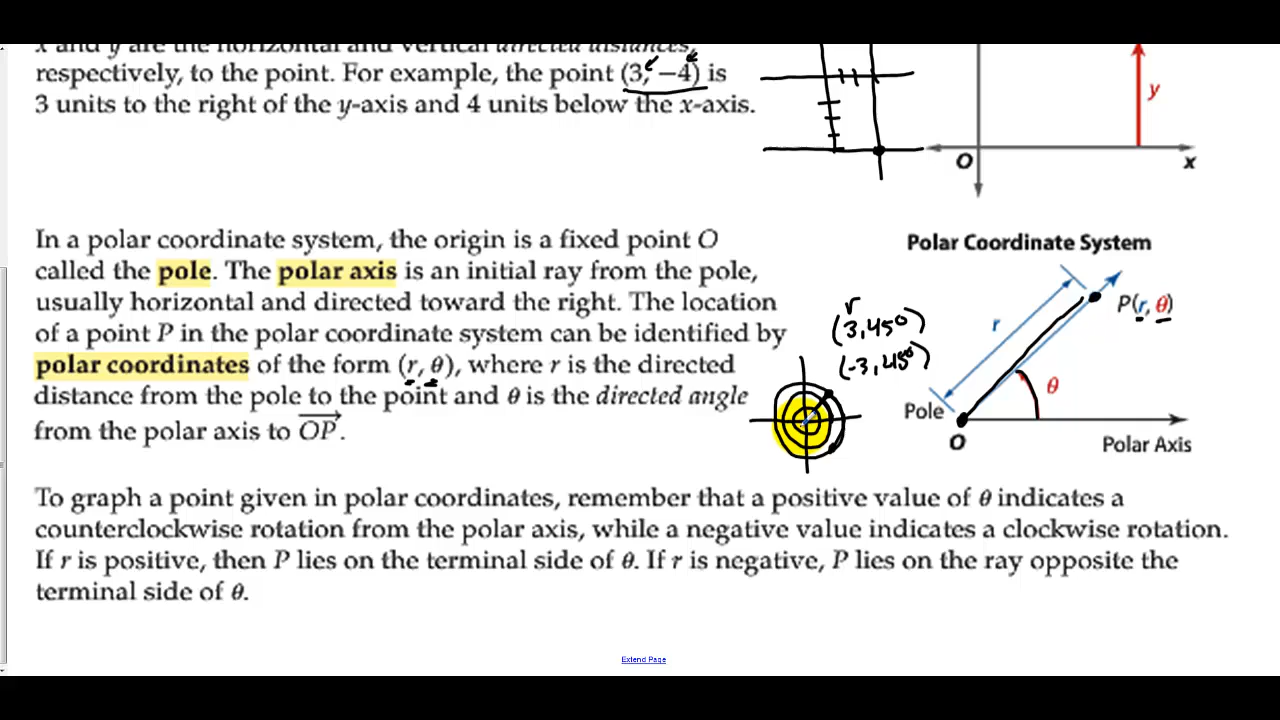 x and y are the horizontal and vertical directed distances,
respectively, to the point. For example, the point (3, −4) is
3 units to the right of the y-axis and 4 units below the x-axis.
y
O
x
In a polar coordinate system, the origin is a fixed point O
called the pole. The polar axis is an initial ray from the pole,
usually horizontal and directed toward the right. The location
of a point P in the polar coordinate system can be identified by
polar coordinates of the form (r, θ), where r is the directed
distance from the pole to the point and θ is the directed angle
from the polar axis to OP.
r
(3,45°)
(-3,45°)
Polar Coordinate System
P(r, θ)
r
θ
Pole
O
Polar Axis
To graph a point given in polar coordinates, remember that a positive value of θ indicates a
counterclockwise rotation from the polar axis, while a negative value indicates a clockwise rotation.
If r is positive, then P lies on the terminal side of θ. If r is negative, P lies on the ray opposite the
terminal side of θ.
Extend Page